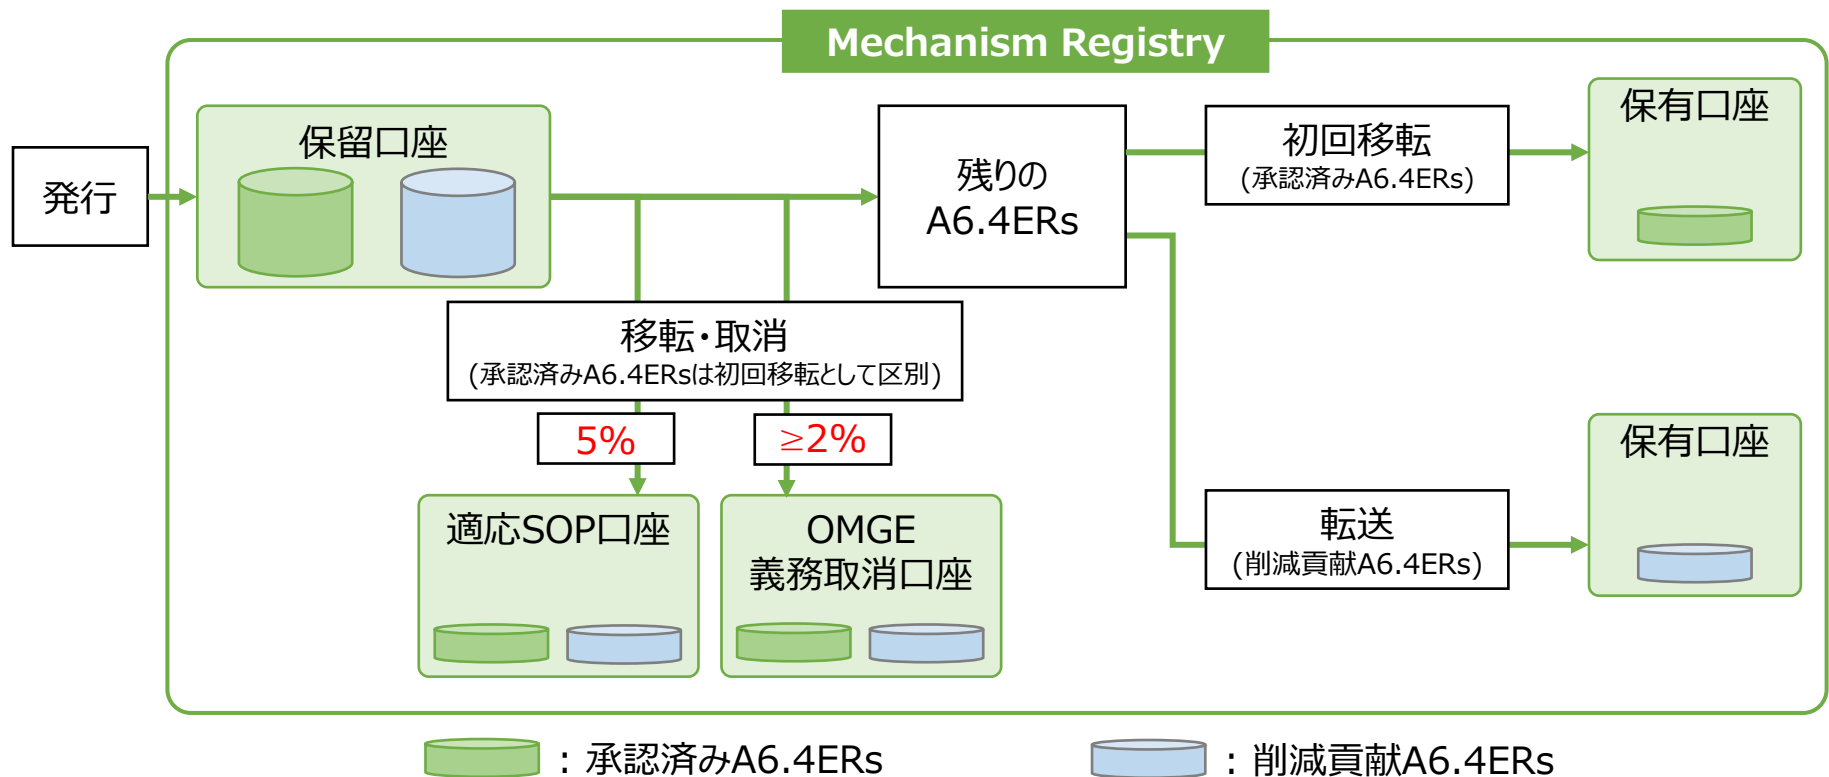 Mechanism Registry
発行
保留口座
残りの
A6.4ERs
初回移転
(承認済みA6.4ERs)
保有口座
移転・取消
(承認済みA6.4ERsは初回移転として区別)
5%
≥2%
適応SOP口座
OMGE
義務取消口座
転送
(削減貢献A6.4ERs)
保有口座
: 承認済みA6.4ERs
: 削減貢献A6.4ERs